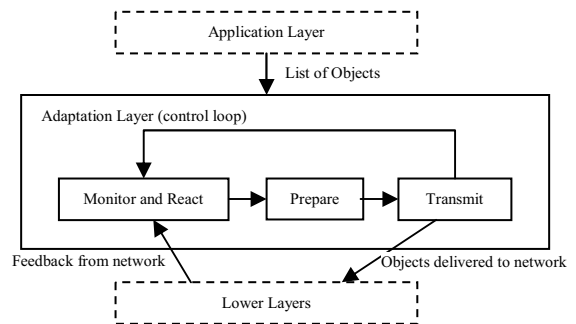 Application Layer
List of Objects
Adaptation Layer (control loop)
Monitor and React
Prepare
Transmit
Feedback from network
Objects delivered to network
Lower Layers